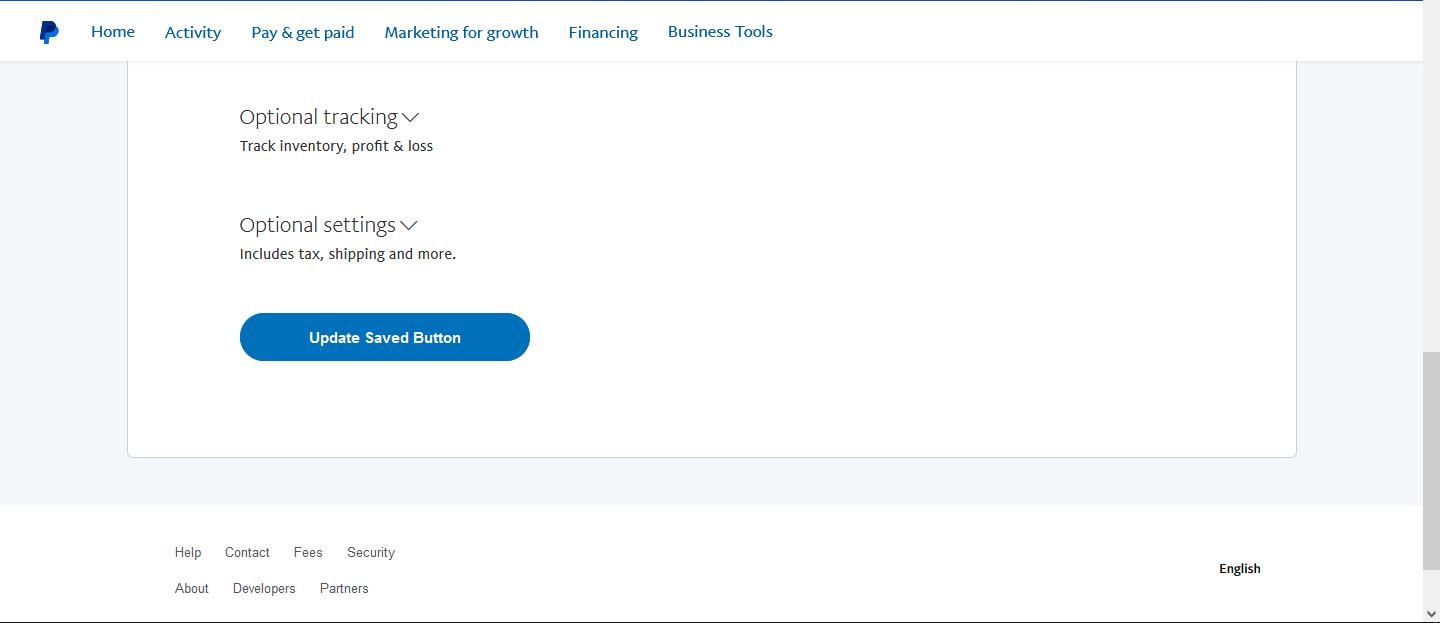 Home Activity Pay & get paid Marketing for growth Financing Business Tools
Optional tracking
Track inventory, profit & loss
Optional settings
Includes tax, shipping and more.
Update Saved Button
Help Contact Fees Security
English
About Developers Partners